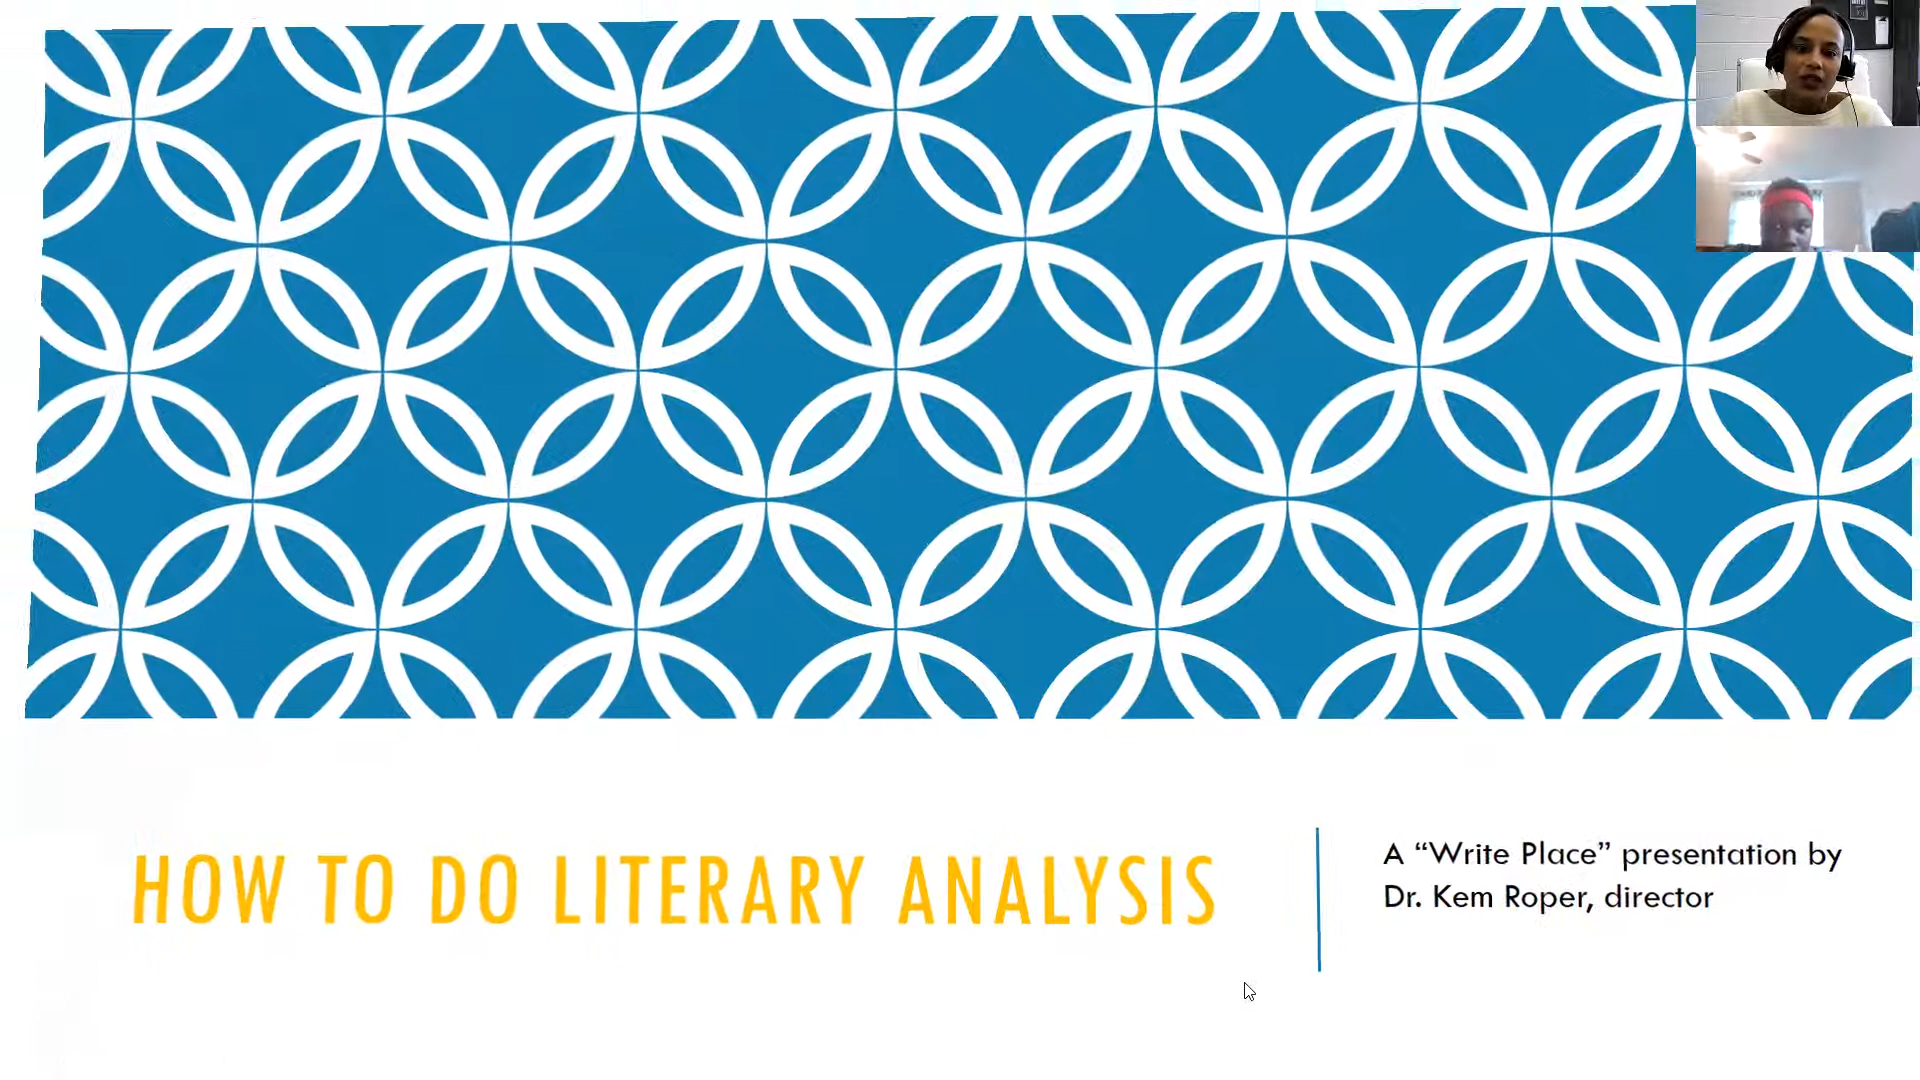 HOW TO DO LITERARY ANALYSIS
A “Write Place” presentation by
Dr. Kem Roper, director